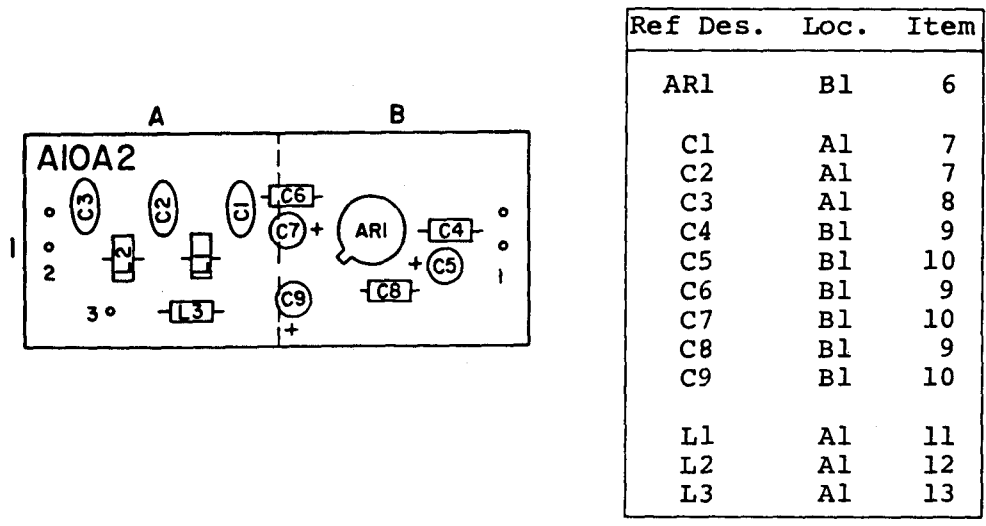 A B
A10A2
C3 C2 C1 C6
C7 + AR1 C4
1
2 L2 L1 + C5 1
C9 C8
3 L3
+
Ref Des. Loc. Item
AR1 B1 6
C1 A1 7
C2 A1 7
C3 A1 8
C4 B1 9
C5 B1 10
C6 B1 9
C7 B1 10
C8 B1 9
C9 B1 10
L1 A1 11
L2 A1 12
L3 A1 13